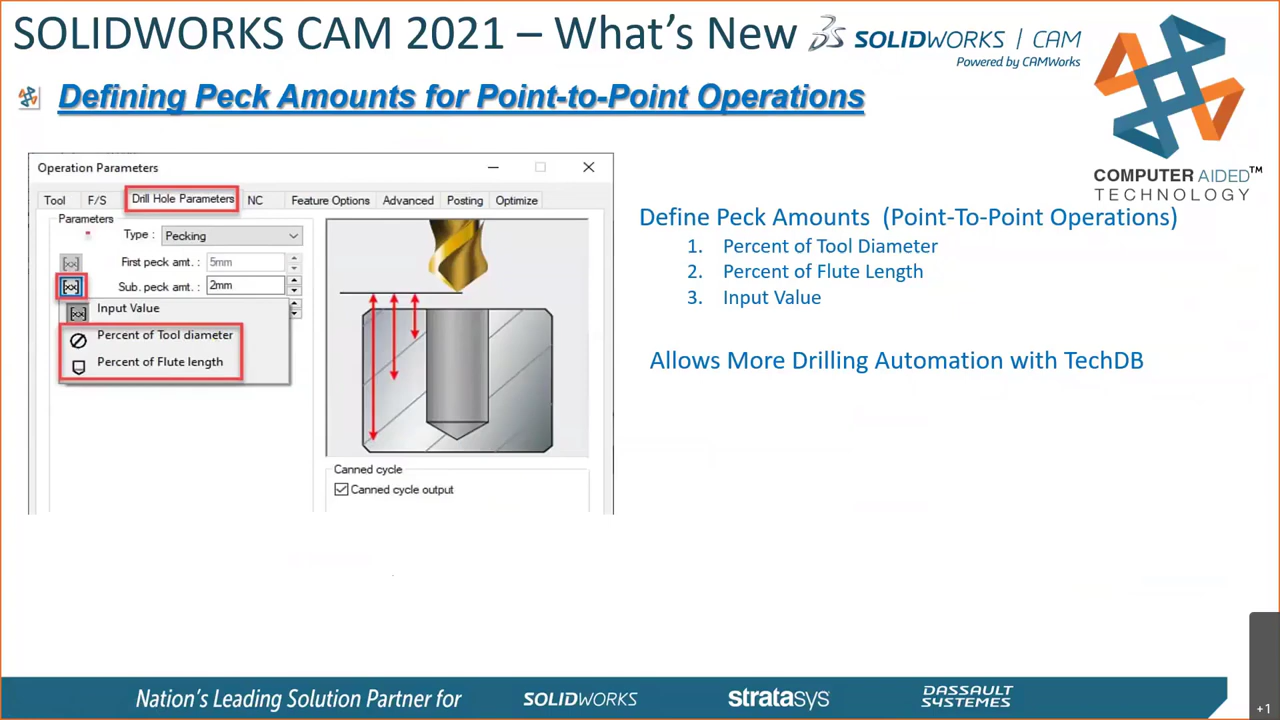 SOLIDWORKS CAM 2021 – What's New
SOLIDWORKS | CAM
Powered by CAMWorks
COMPUTER AIDED™
TECHNOLOGY
Defining Peck Amounts for Point-to-Point Operations
Operation Parameters
Tool F/S Drill Hole Parameters NC Feature Options Advanced Posting Optimize
Parameters
Type : Pecking
First peck amt. : 5mm
Sub. peck amt. : 2mm
Input Value
Percent of Tool diameter
Percent of Flute length
Canned cycle
Canned cycle output
Define Peck Amounts (Point-To-Point Operations)
1. Percent of Tool Diameter
2. Percent of Flute Length
3. Input Value
Allows More Drilling Automation with TechDB
Nation's Leading Solution Partner for SOLIDWORKS stratasys DASSAULT SYSTEMES
+1